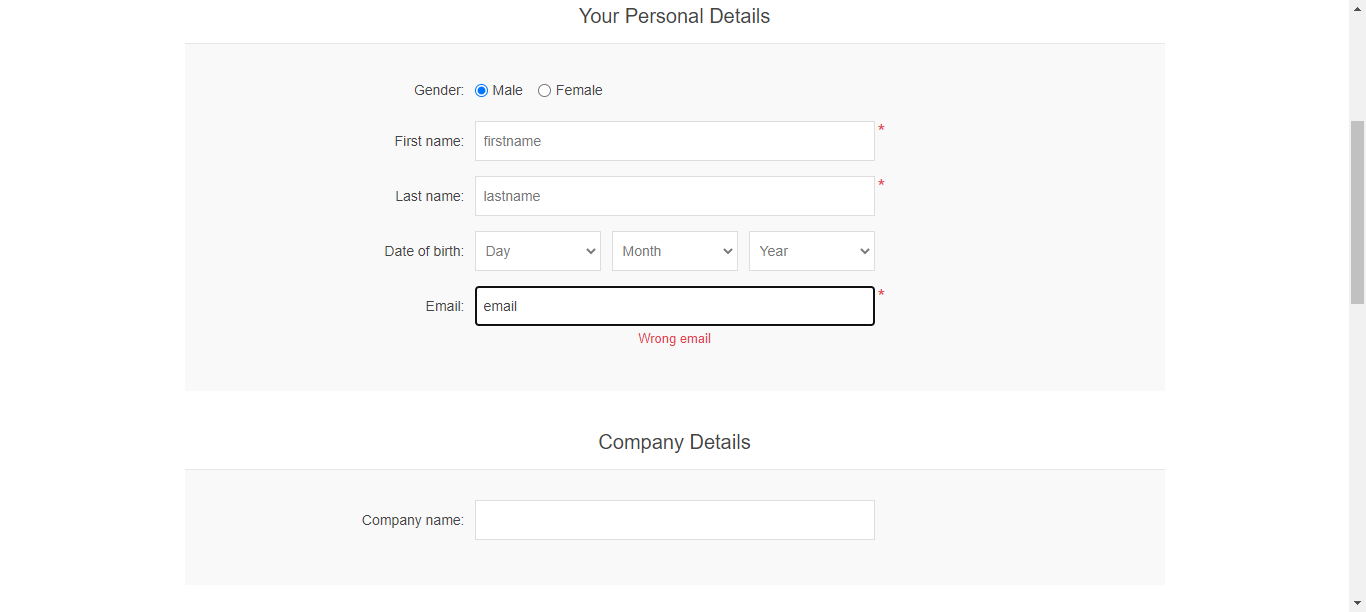 Your Personal Details
Gender: Male Female
First name: firstname *
Last name: lastname *
Date of birth: Day Month Year
Email: email *
Wrong email
Company Details
Company name: